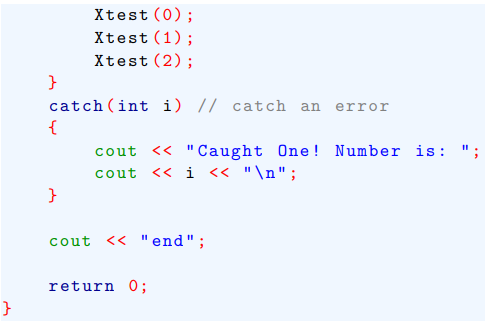 Xtest(0);
Xtest(1);
Xtest(2);
}
catch(int i) // catch an error
{
cout << "Caught One! Number is: ";
cout << i << "\n";
}
cout << "end";
return 0;
}